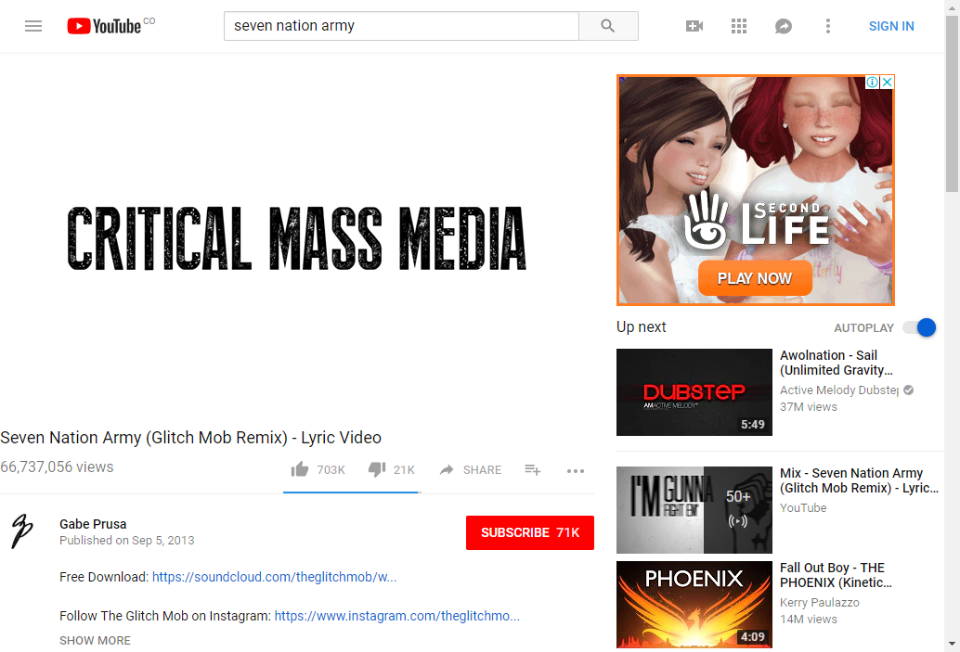 YouTube CO
seven nation army
SIGN IN
CRITICAL MASS MEDIA
SECOND
LIFE
PLAY NOW
Up next
AUTOPLAY
DUBSTEP
5:49
Awolnation - Sail
(Unlimited Gravity...
Active Melody Dubstep
37M views
Seven Nation Army (Glitch Mob Remix) - Lyric Video
66,737,056 views
703K
21K
SHARE
I'M GUNNA
FIGHT EM'
50+
Mix - Seven Nation Army
(Glitch Mob Remix) - Lyric...
YouTube
Gabe Prusa
Published on Sep 5, 2013
SUBSCRIBE 71K
Free Download: https://soundcloud.com/theglitchmob/w...
Follow The Glitch Mob on Instagram: https://www.instagram.com/theglitchmo...
SHOW MORE
PHOENIX
4:09
Fall Out Boy - THE
PHOENIX (Kinetic...
Kerry Paulazzo
14M views